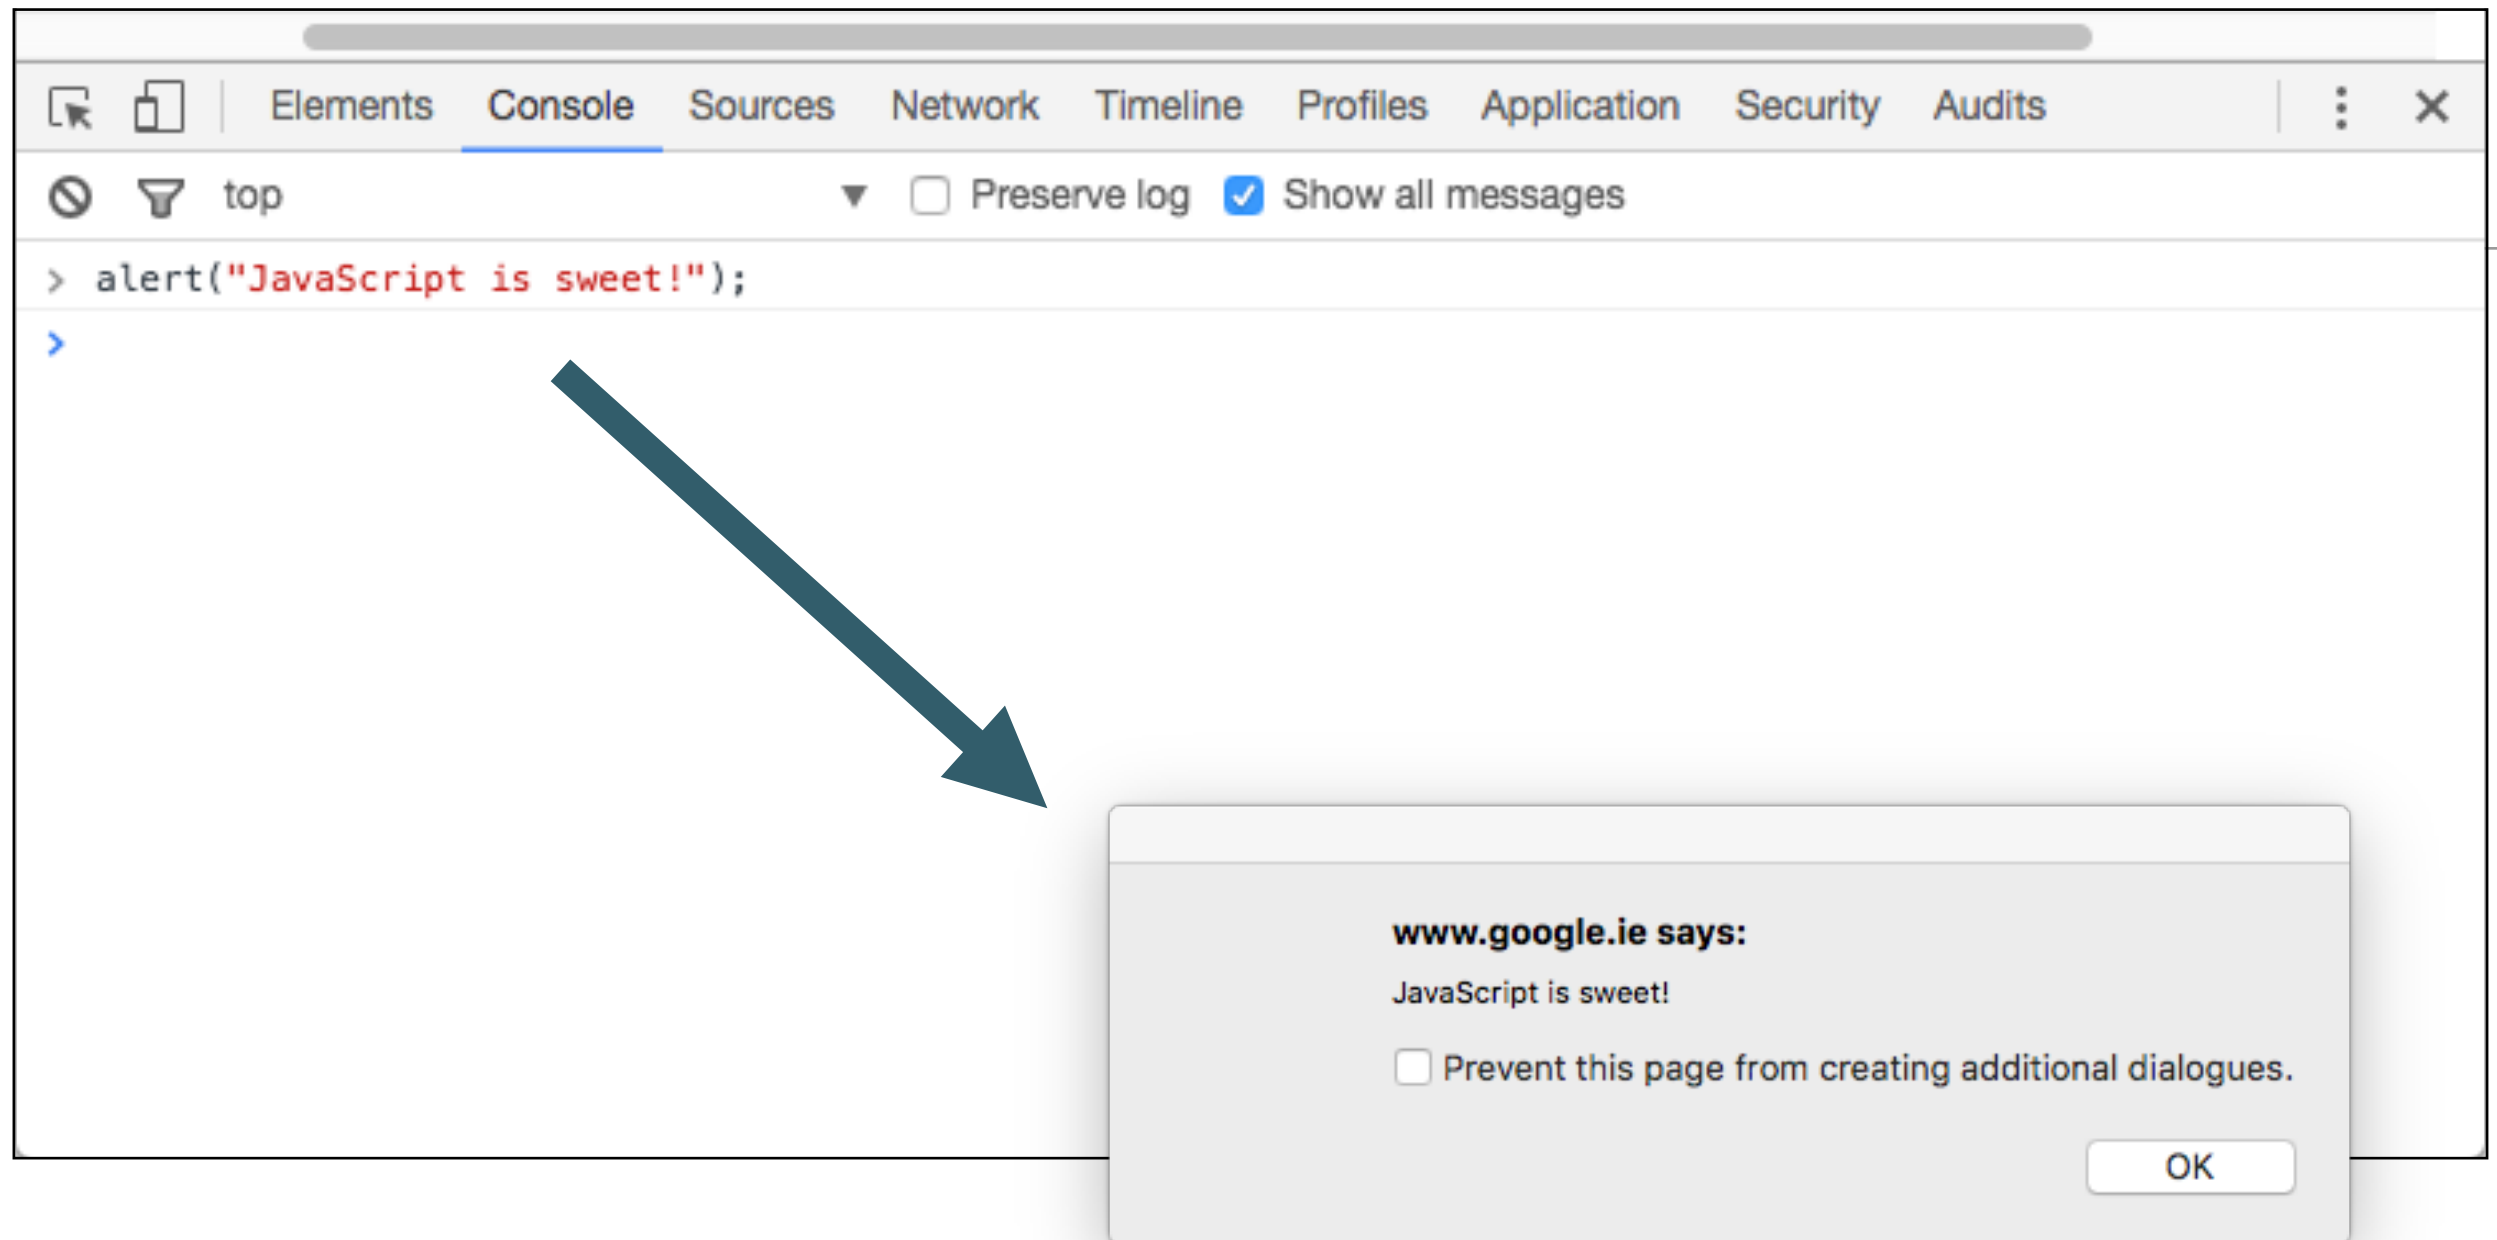 Elements Console Sources Network Timeline Profiles Application Security Audits
top Preserve log Show all messages
> alert("JavaScript is sweet!");
>
www.google.ie says:
JavaScript is sweet!
Prevent this page from creating additional dialogues.
OK